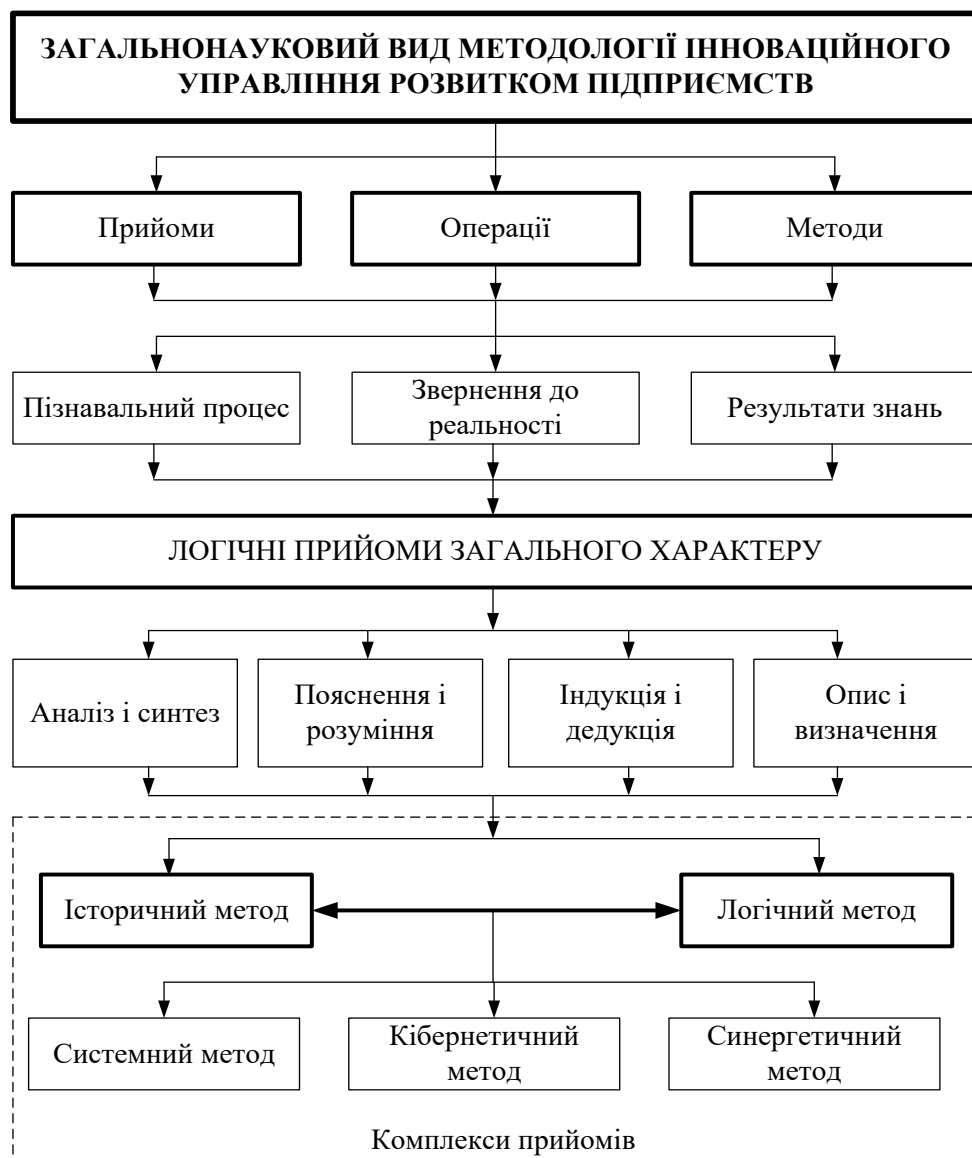 ЗАГАЛЬНОНАУКОВИЙ ВИД МЕТОДОЛОГІЇ ІННОВАЦІЙНОГО
УПРАВЛІННЯ РОЗВИТКОМ ПІДПРИЄМСТВ
Прийоми
Операції
Методи
Пізнавальний процес
Звернення до
реальності
Результати знань
ЛОГІЧНІ ПРИЙОМИ ЗАГАЛЬНОГО ХАРАКТЕРУ
Аналіз і синтез
Пояснення і
розуміння
Індукція і
дедукція
Опис і
визначення
Історичний метод
Логічний метод
Системний метод
Кібернетичний
метод
Синергетичний
метод
Комплекси прийомів